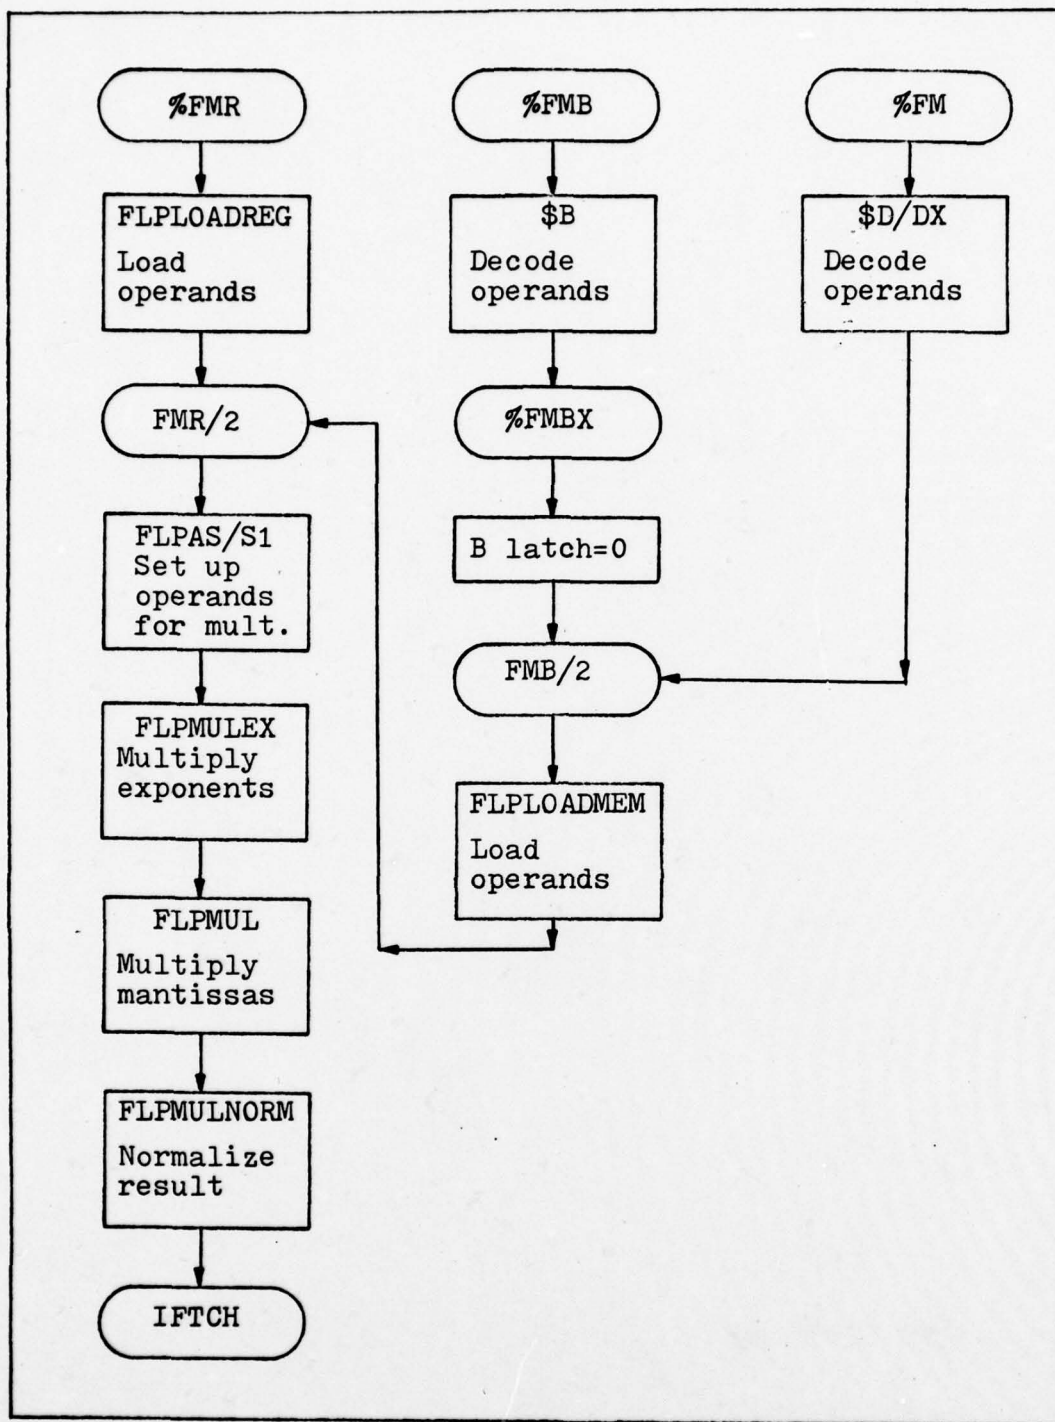 %FMR
FLPLOADREG
Load
operands
FMR/2
FLPAS/S1
Set up
operands
for mult.
FLPMULEX
Multiply
exponents
FLPMUL
Multiply
mantissas
FLPMULNORM
Normalize
result
IFTCH
%FMB
$B
Decode
operands
%FMBX
B latch=0
FMB/2
FLPLOADMEM
Load
operands
%FM
$D/DX
Decode
operands